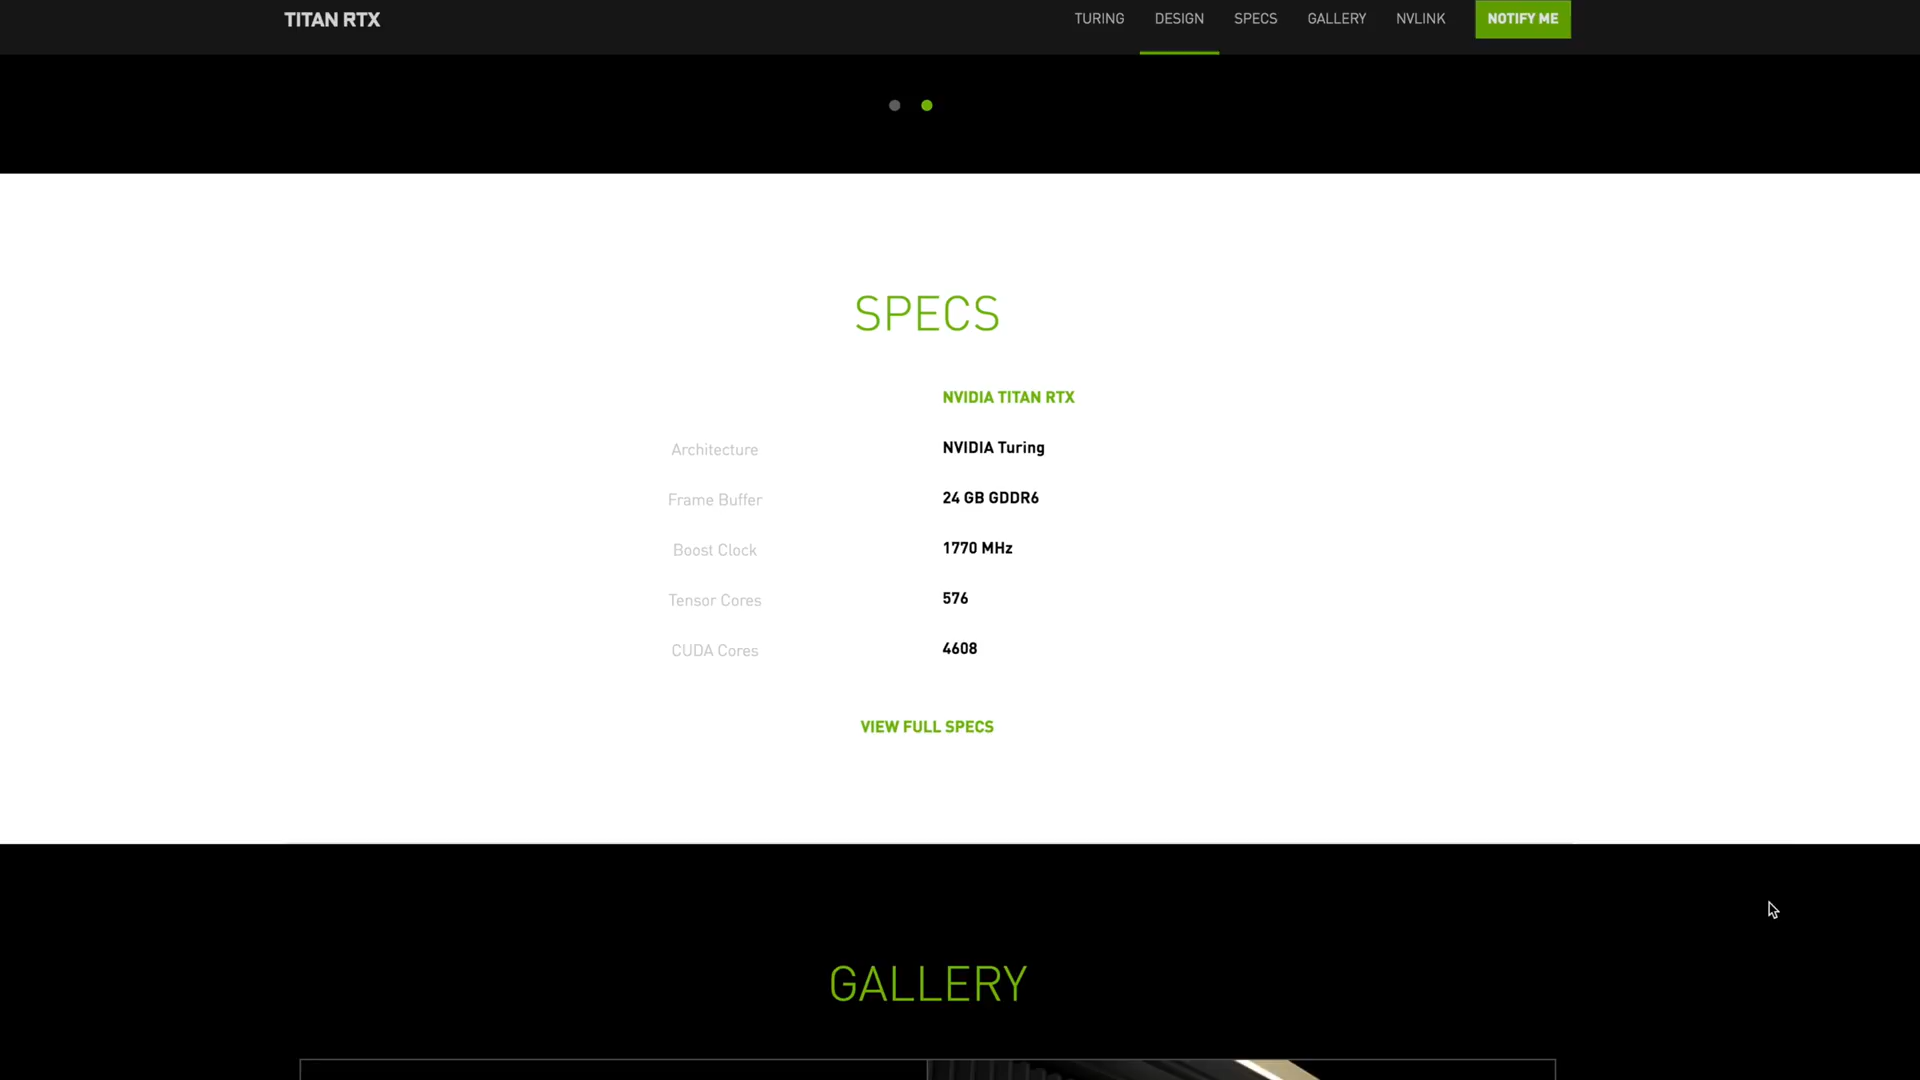 TITAN RTX
TURING DESIGN SPECS GALLERY NVLINK NOTIFY ME
SPECS
NVIDIA TITAN RTX
Architecture NVIDIA Turing
Frame Buffer 24 GB GDDR6
Boost Clock 1770 MHz
Tensor Cores 576
CUDA Cores 4608
VIEW FULL SPECS
GALLERY